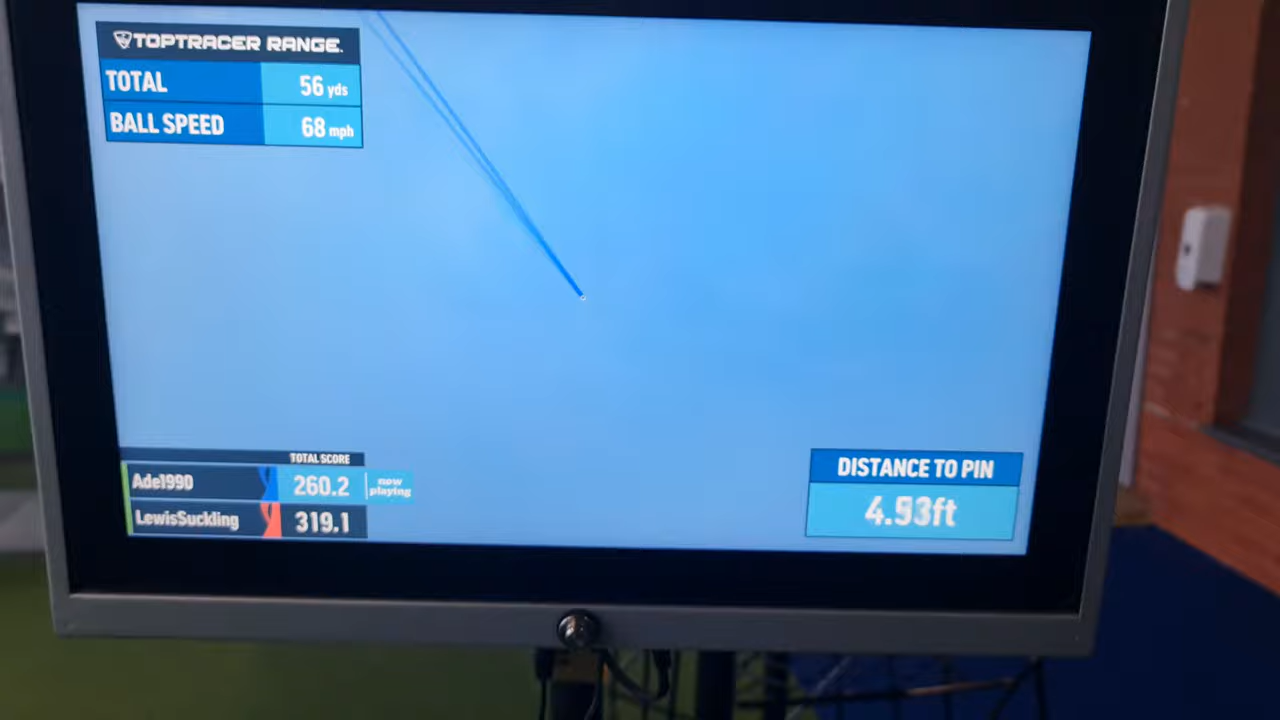 TOPTRACER RANGE.
TOTAL 56 yds
BALL SPEED 68 mph
TOTAL SCORE
Ade1990 260.2 now playing
LewisSuckling 319.1
DISTANCE TO PIN
4.93ft